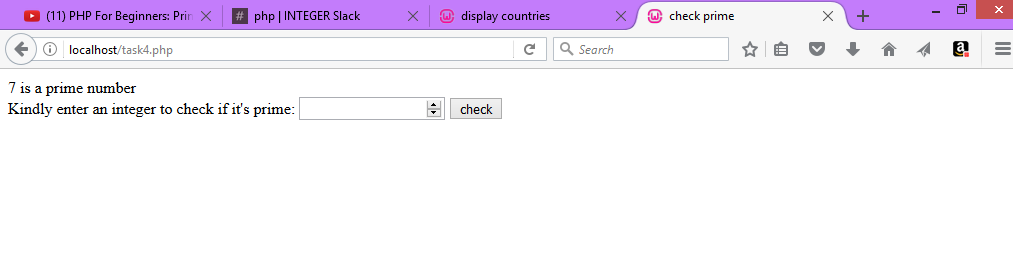 (11) PHP For Beginners: Prin
php | INTEGER Slack
display countries
check prime
localhost/task4.php
Search
7 is a prime number
Kindly enter an integer to check if it's prime:
check